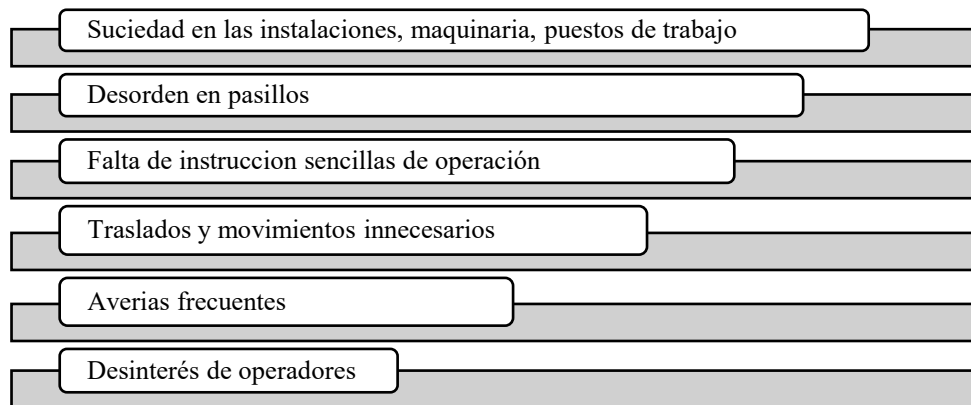 Suciedad en las instalaciones, maquinaria, puestos de trabajo
Desorden en pasillos
Falta de instruccion sencillas de operación
Traslados y movimientos innecesarios
Averias frecuentes
Desinterés de operadores